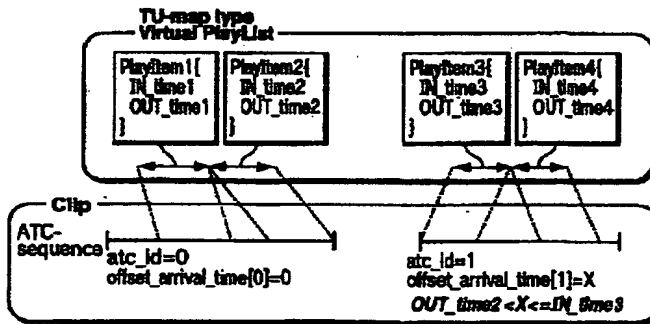 TU-map type
Virtual PlayList
PlayItem1{
IN_time1
OUT_time1
}
PlayItem2{
IN_time2
OUT_time2
}
PlayItem3{
IN_time3
OUT_time3
}
PlayItem4{
IN_time4
OUT_time4
}
Clip
ATC-
sequence
atc_id=0
offset_arrival_time[0]=0
atc_id=1
offset_arrival_time[1]=X
OUT_time2<X<=IN_time3